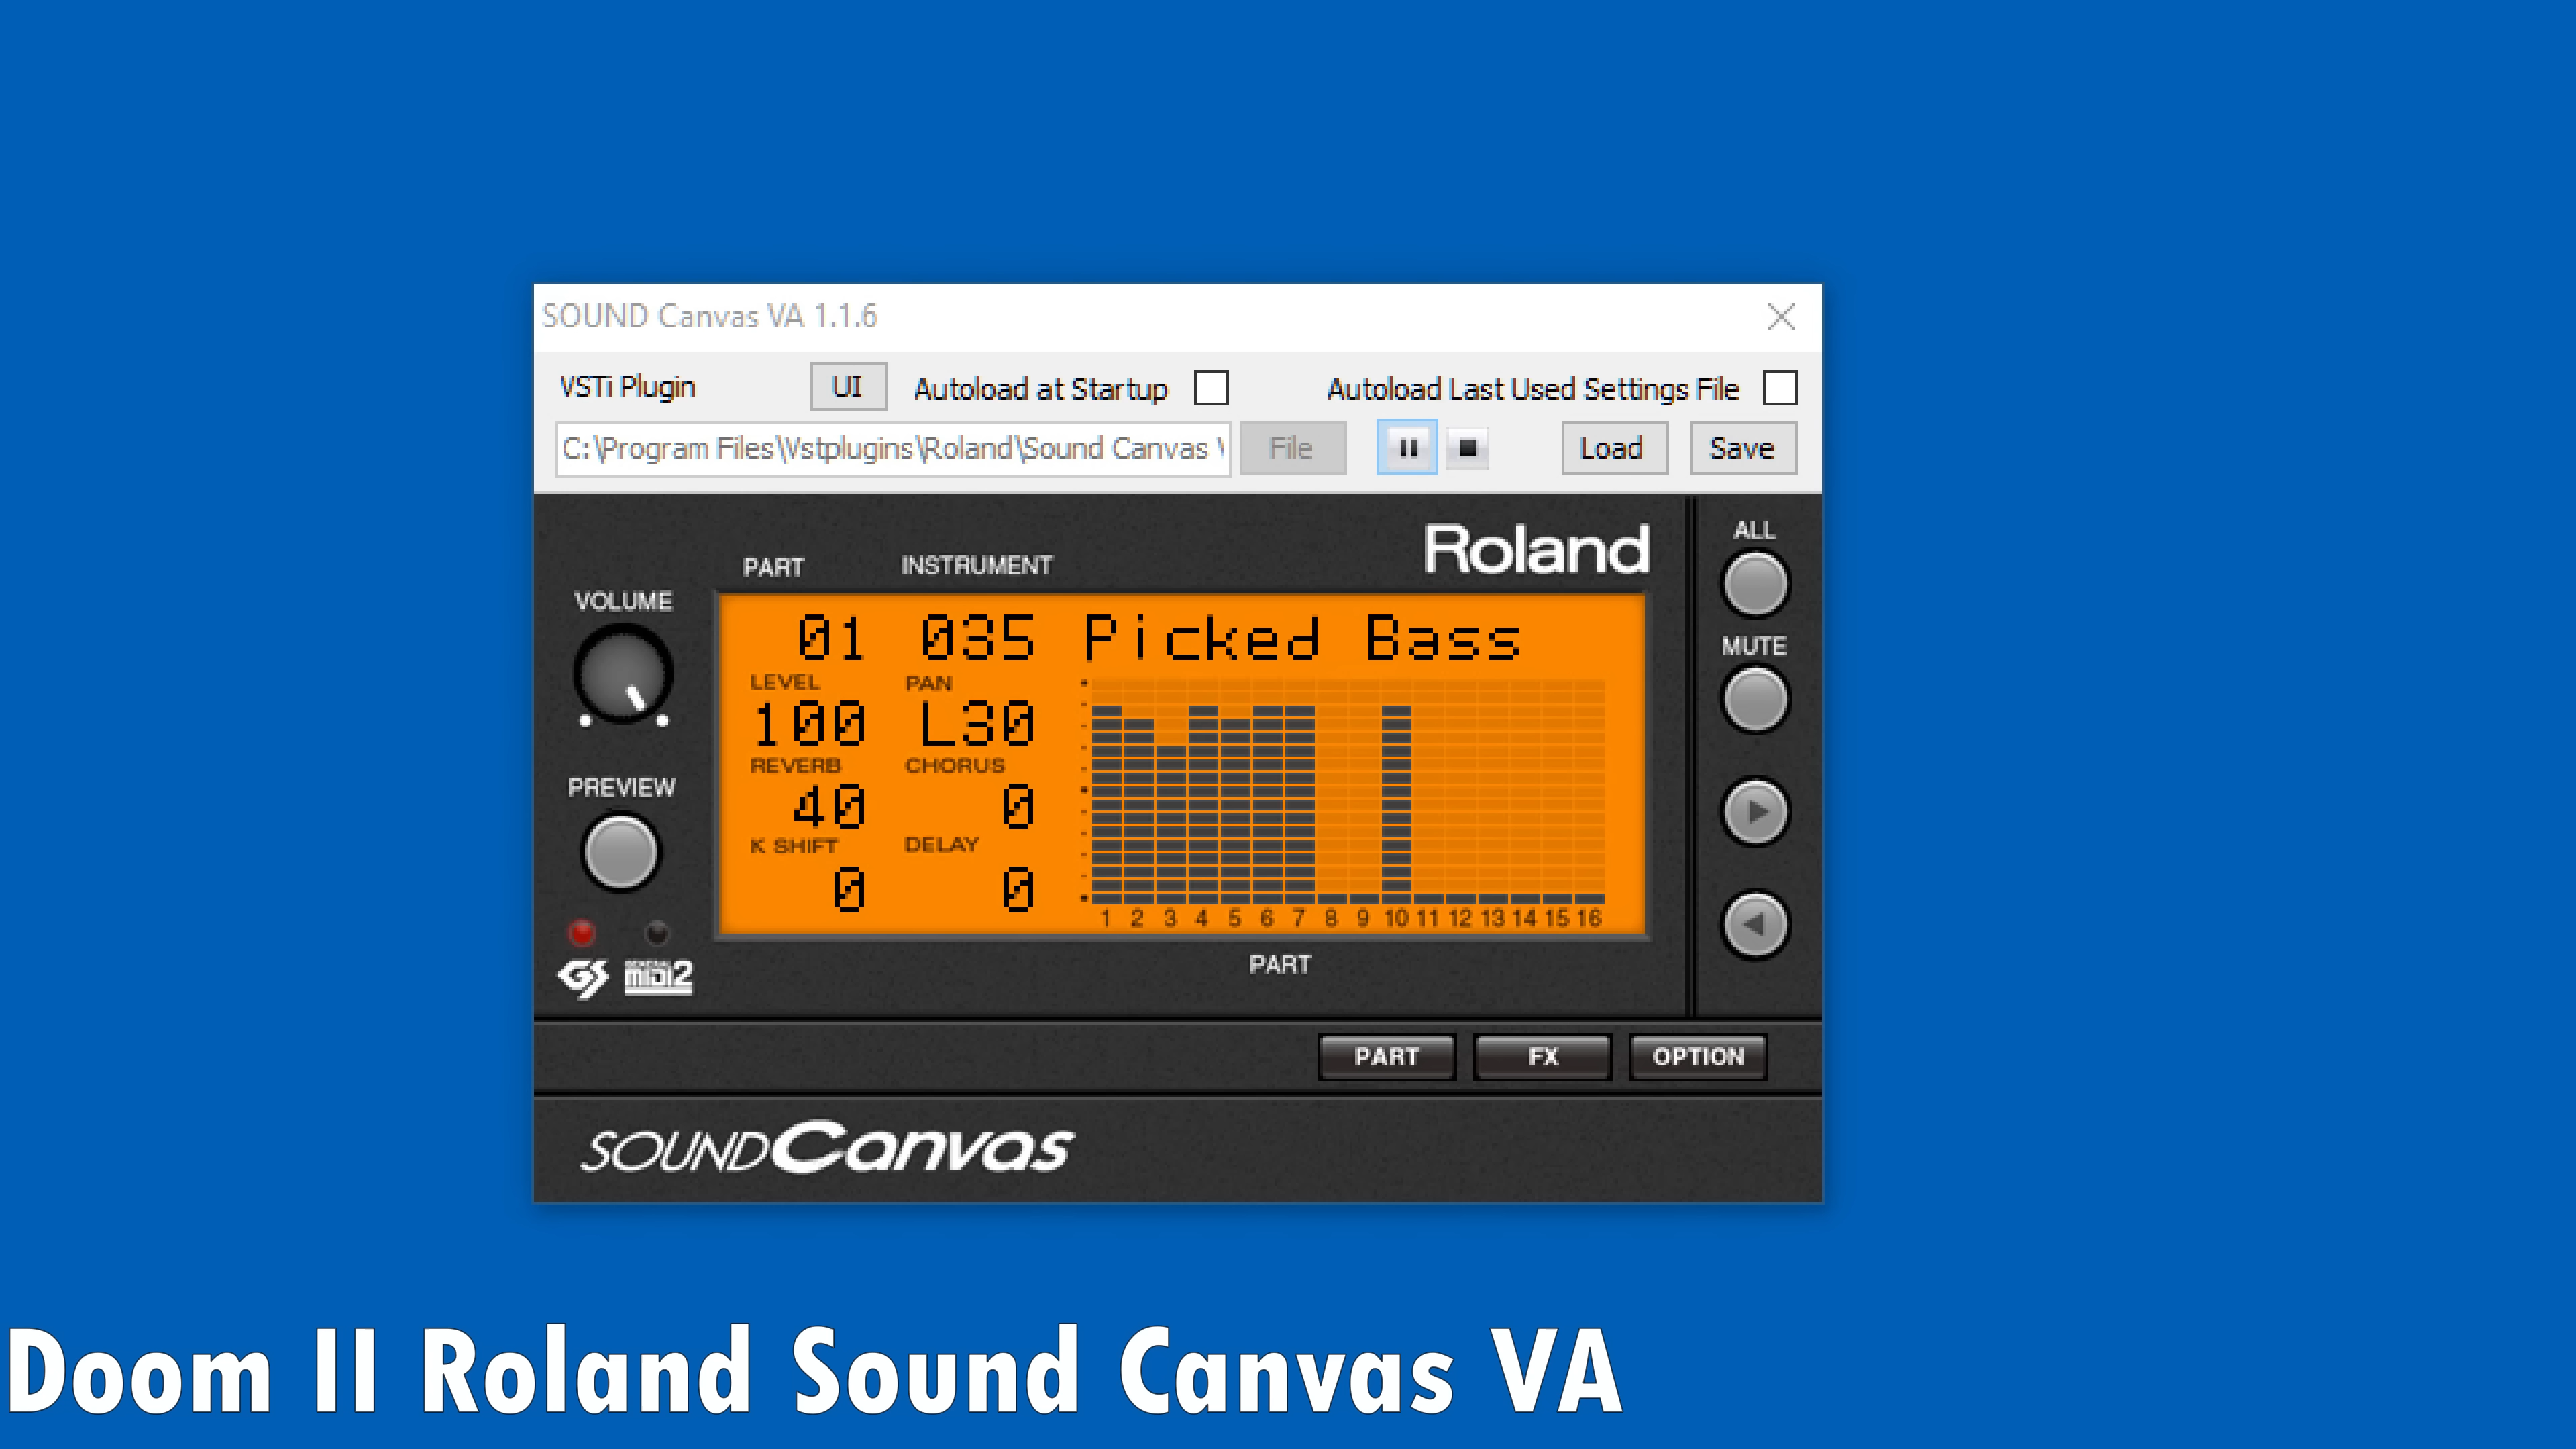 SOUND Canvas VA 1.1.6
VSTi Plugin UI Autoload at Startup Autoload Last Used Settings File
C:\Program Files\Vstplugins\Roland\Sound Canvas V File Load Save
Roland
PART INSTRUMENT
ALL
VOLUME
01 035 Picked Bass
MUTE
LEVEL PAN
100 L30
REVERB CHORUS
PREVIEW
40 0
K SHIFT DELAY
0 0
1 2 3 4 5 6 7 8 9 10 11 12 13 14 15 16
PART
GS GENERAL MIDI2
PART FX OPTION
SOUNDCanvas
Doom II Roland Sound Canvas VA